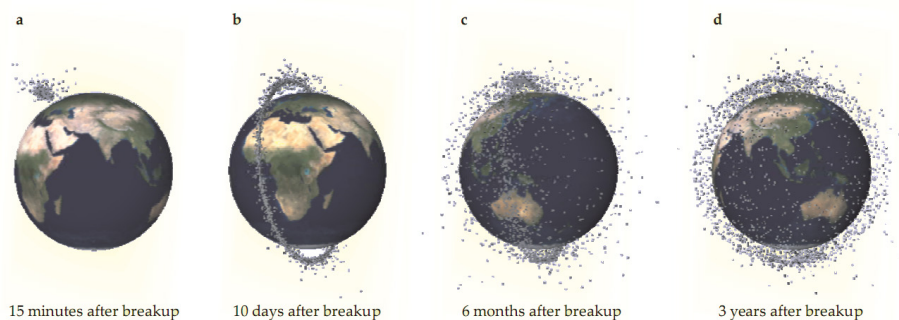 a
b
c
d
15 minutes after breakup
10 days after breakup
6 months after breakup
3 years after breakup